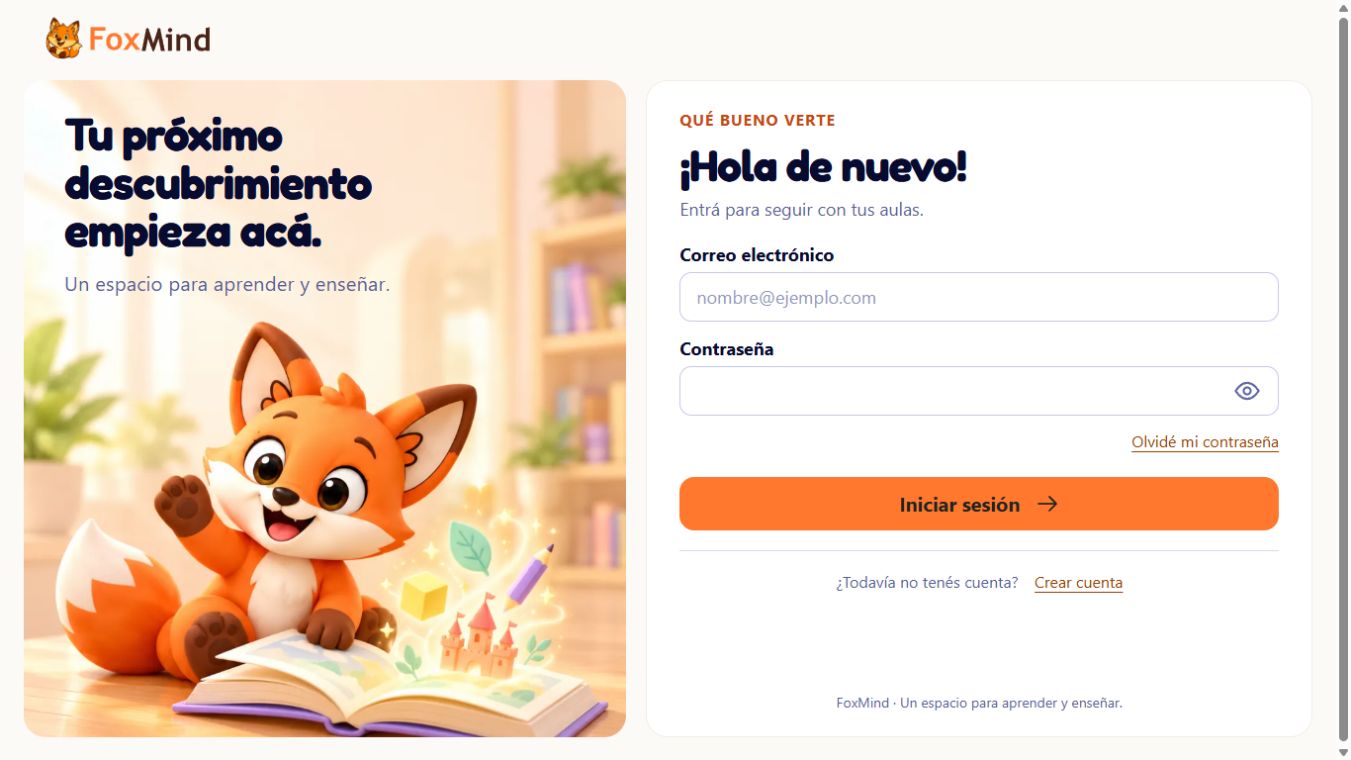 FoxMind
Tu próximo
descubrimiento
empieza acá.
Un espacio para aprender y enseñar.
QUÉ BUENO VERTE
¡Hola de nuevo!
Entrá para seguir con tus aulas.
Correo electrónico
nombre@ejemplo.com
Contraseña
Olvidé mi contraseña
Iniciar sesión →
¿Todavía no tenés cuenta? Crear cuenta
FoxMind · Un espacio para aprender y enseñar.